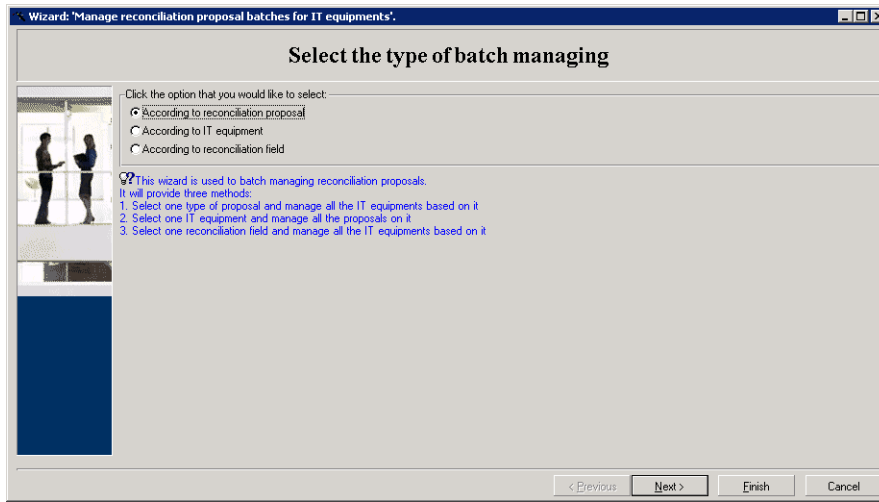 Wizard: 'Manage reconciliation proposal batches for IT equipments'.
Select the type of batch managing
Click the option that you would like to select:
According to reconciliation proposal
According to IT equipment
According to reconciliation field
This wizard is used to batch managing reconciliation proposals.
It will provide three methods:
1. Select one type of proposal and manage all the IT equipments based on it
2. Select one IT equipment and manage all the proposals on it
3. Select one reconciliation field and manage all the IT equipments based on it
< Previous Next > Finish Cancel